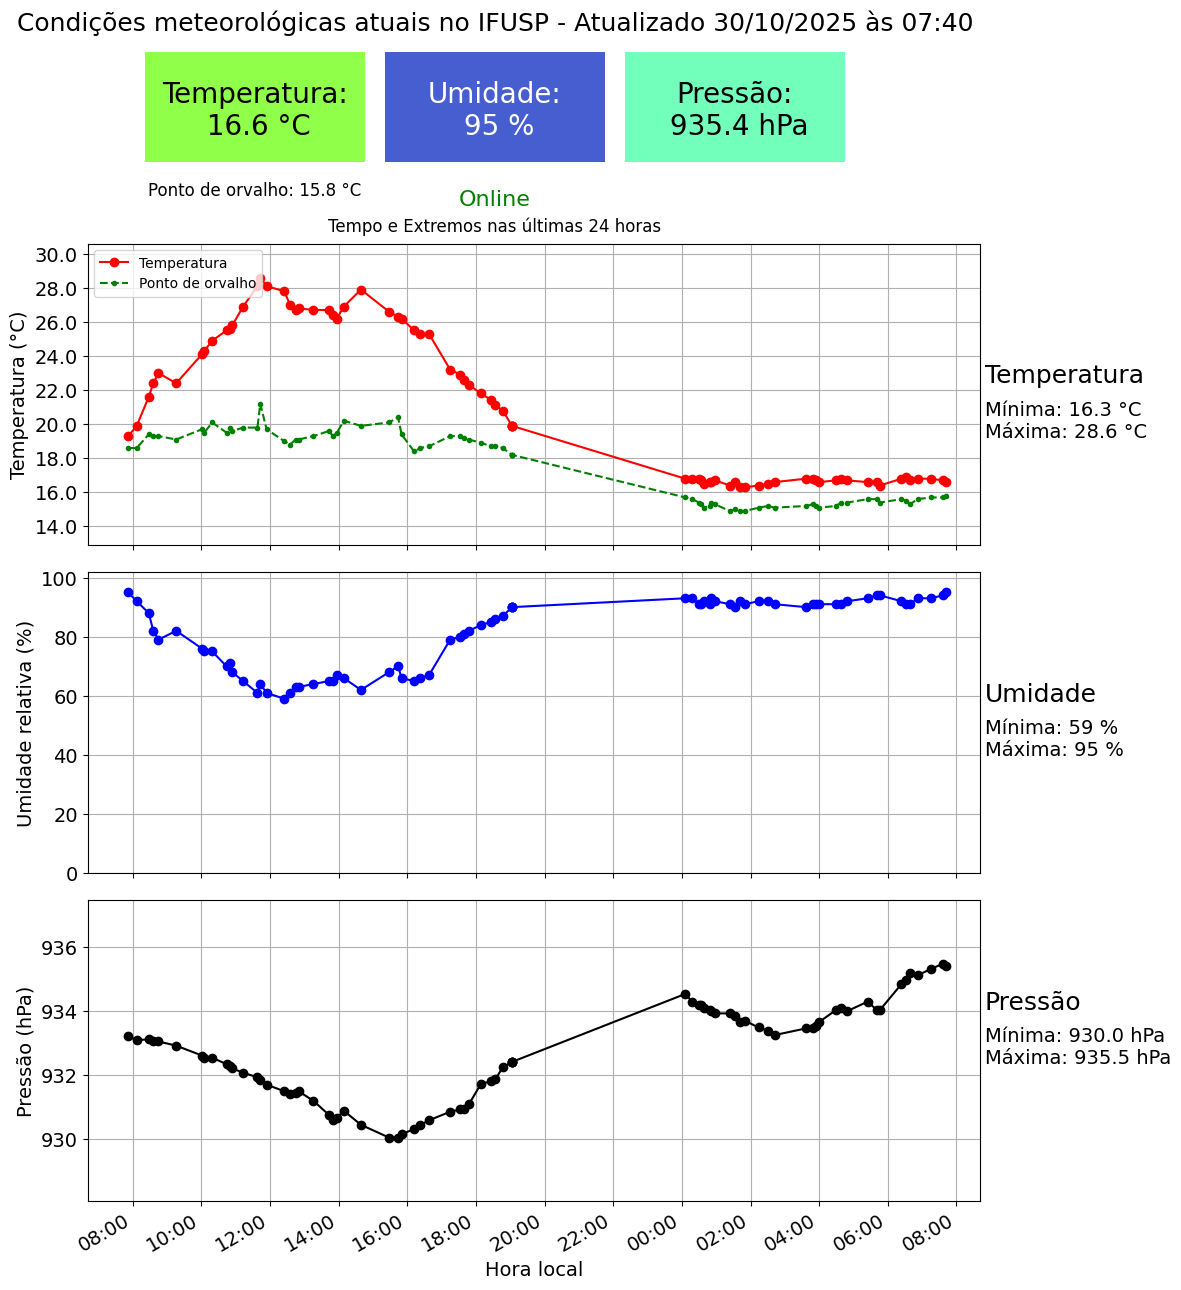 Condições meteorológicas atuais no IFUSP - Atualizado 30/10/2025 às 07:40
Temperatura:
16.6 °C
Umidade:
95 %
Pressão:
935.4 hPa
Ponto de orvalho: 15.8 °C
Online
Tempo e Extremos nas últimas 24 horas
Temperatura (°C)
30.0
28.0
26.0
24.0
22.0
20.0
18.0
16.0
14.0
Temperatura
Ponto de orvalho
Temperatura
Mínima: 16.3 °C
Máxima: 28.6 °C
Umidade relativa (%)
100
80
60
40
20
0
Umidade
Mínima: 59 %
Máxima: 95 %
Pressão (hPa)
936
934
932
930
Pressão
Mínima: 930.0 hPa
Máxima: 935.5 hPa
08:00
10:00
12:00
14:00
16:00
18:00
20:00
22:00
00:00
02:00
04:00
06:00
08:00
Hora local